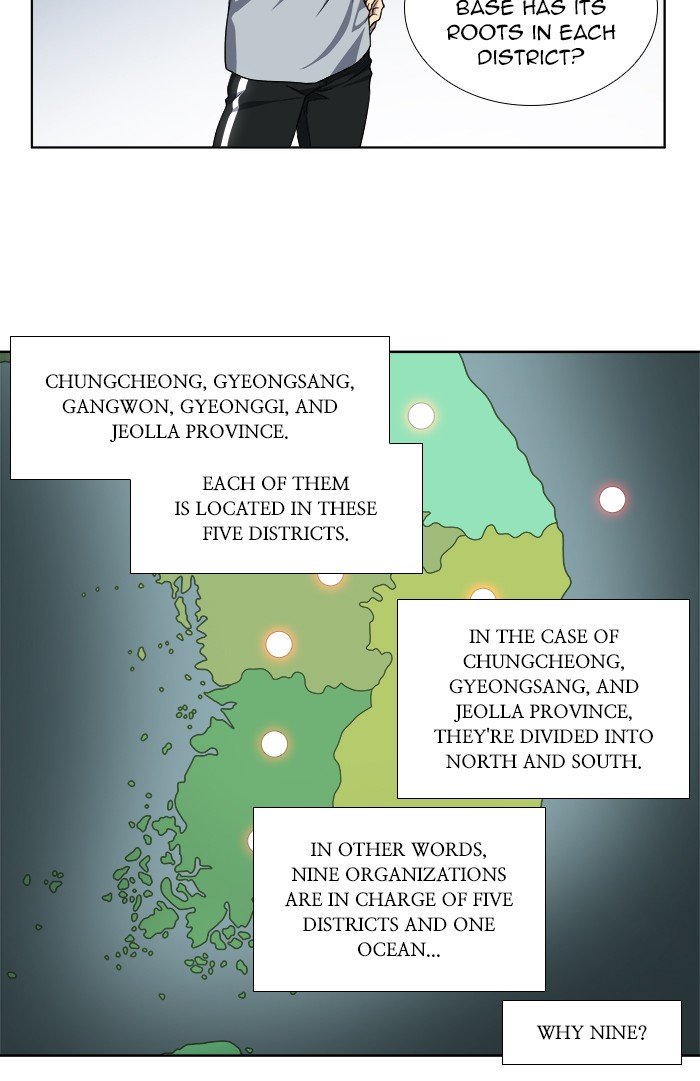 BASE HAS ITS
ROOTS IN EACH
DISTRICT?
CHUNGCHEONG, GYEONGSANG,
GANGWON, GYEONGGI, AND
JEOLLA PROVINCE.
EACH OF THEM
IS LOCATED IN THESE
FIVE DISTRICTS.
IN THE CASE OF
CHUNGCHEONG,
GYEONGSANG, AND
JEOLLA PROVINCE,
THEY'RE DIVIDED INTO
NORTH AND SOUTH.
IN OTHER WORDS,
NINE ORGANIZATIONS
ARE IN CHARGE OF FIVE
DISTRICTS AND ONE
OCEAN...
WHY NINE?